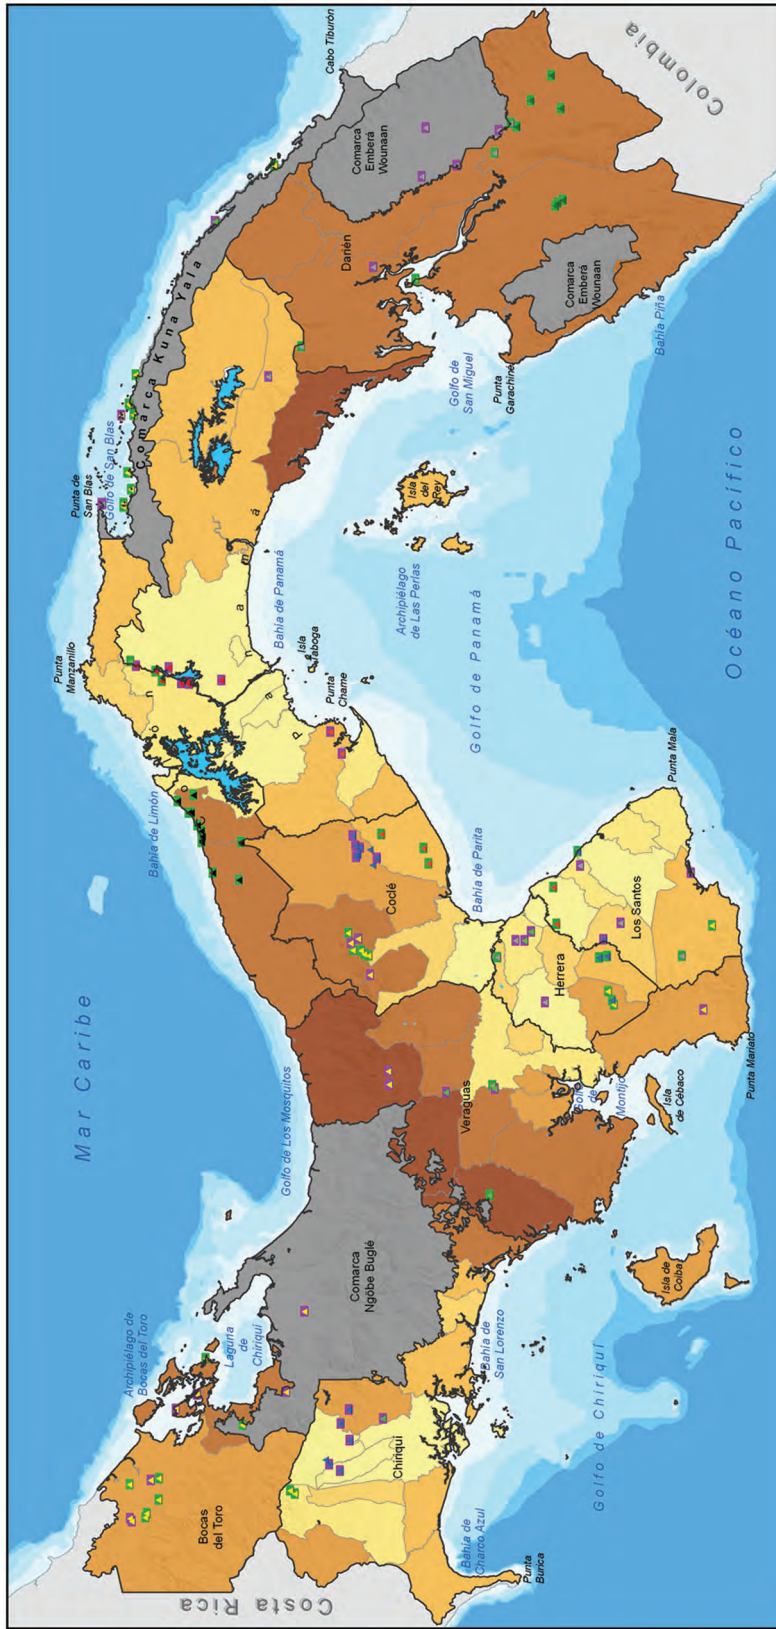 Mar Caribe
Costa Rica
Bocas
del Toro
Archipiélago de
Bocas del Toro
Laguna
de
Chiriqui
Comarca
Ngöbe Buglé
Chiriqui
Golfo de Los Mosquitos
Bahía de Limón
Colón
Punta
Manzanillo
Punta de
San Blas
Golfo de San Blas
Comarca Kuna Yala
Cabo Tiburón
Colombia
Comarca
Emberá
Wounaan
Darién
Panamá
Bahía de Panamá
Isla
Taboga
Punta
Chame
Coclé
Bahía de Parita
Veraguas
Herrera
Los Santos
Golfo
de
Montijo
Isla
de Cébaco
Punta Mariato
Punta Mala
Isla de
Coiba
Bahía de
San Lorenzo
Bahía de
Charco Azul
Punta
Burica
Golfo de Chiriquí
Archipiélago
de Las Perlas
Isla
del
Rey
Golfo de Panamá
Golfo de
San Miguel
Punta
Garachiné
Comarca
Emberá
Wounaan
Bahía Piña
Océano Pacífico